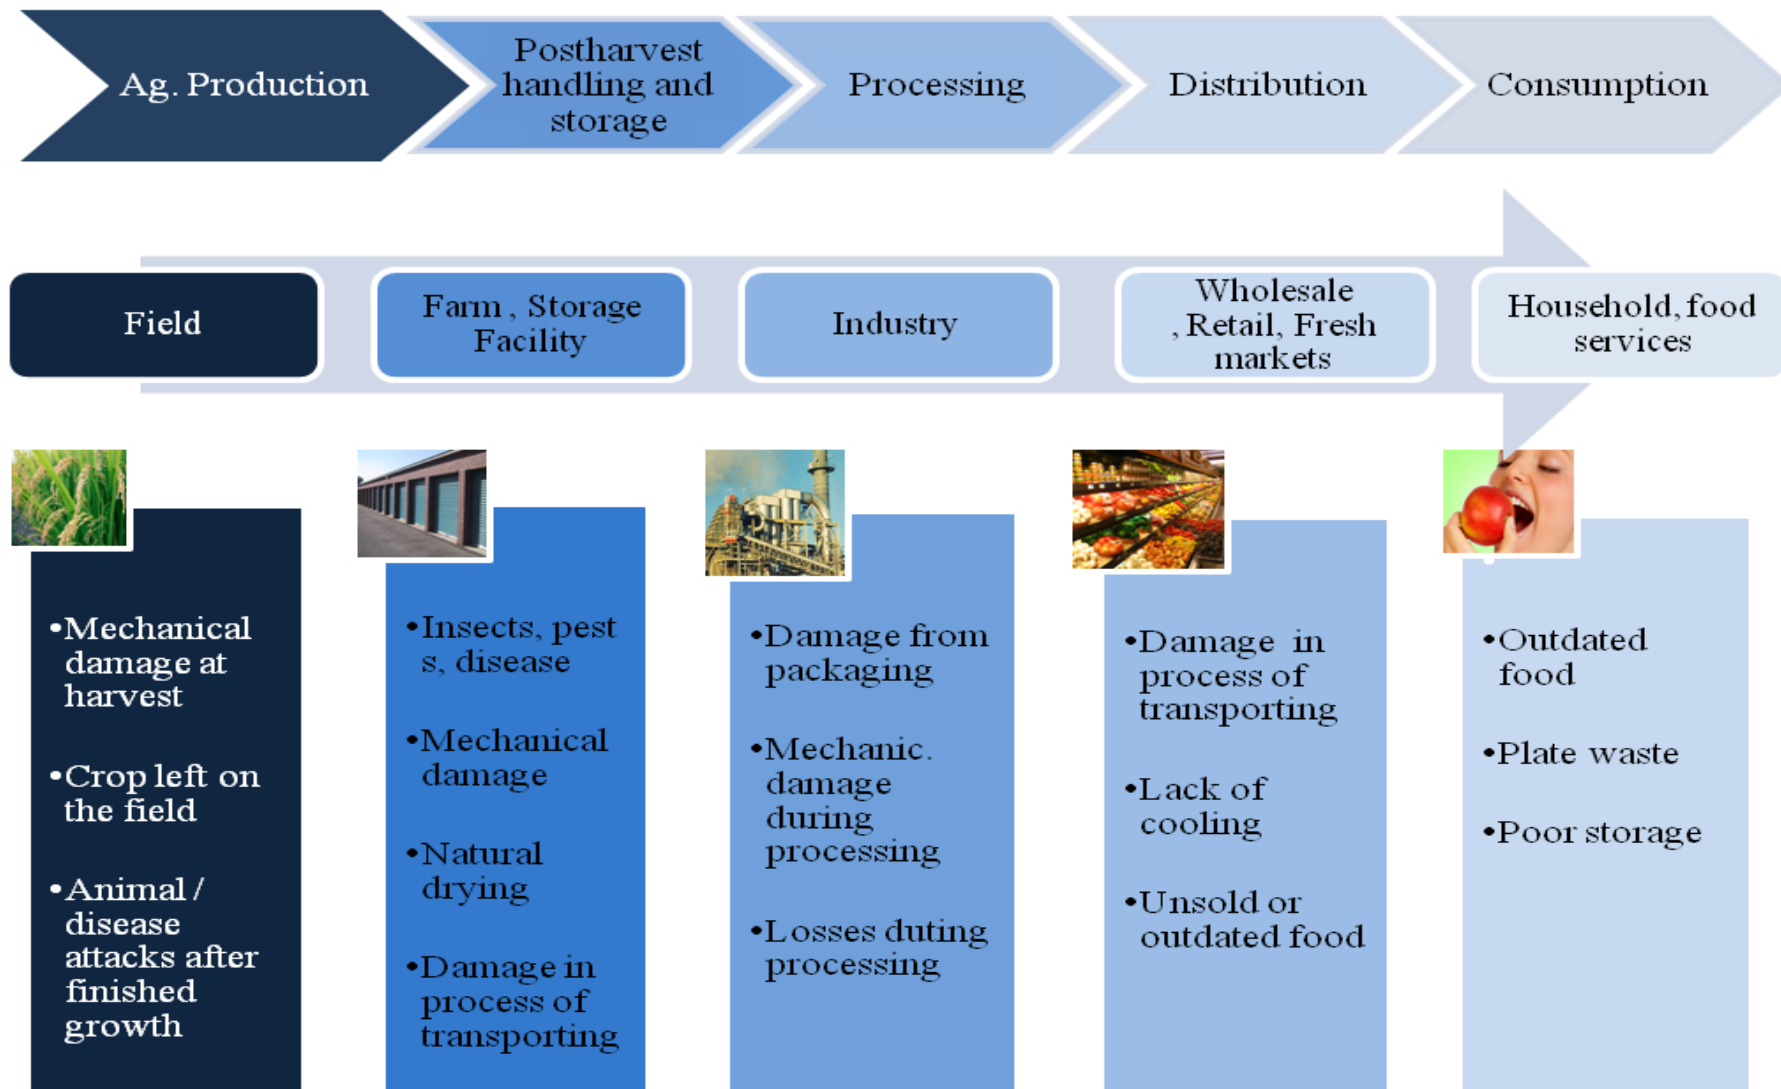 Ag. Production
Postharvest
handling and
storage
Processing
Distribution
Consumption
Field
Farm , Storage
Facility
Industry
Wholesale
, Retail, Fresh
markets
Household, food
services
•Mechanical
damage at
harvest
•Crop left on
the field
•Animal /
disease
attacks after
finished
growth
•Insects, pest
s, disease
•Mechanical
damage
•Natural
drying
•Damage in
process of
transporting
•Damage from
packaging
•Mechanic.
damage
during
processing
•Losses duting
processing
•Damage in
process of
transporting
•Lack of
cooling
•Unsold or
outdated food
•Outdated
food
•Plate waste
•Poor storage